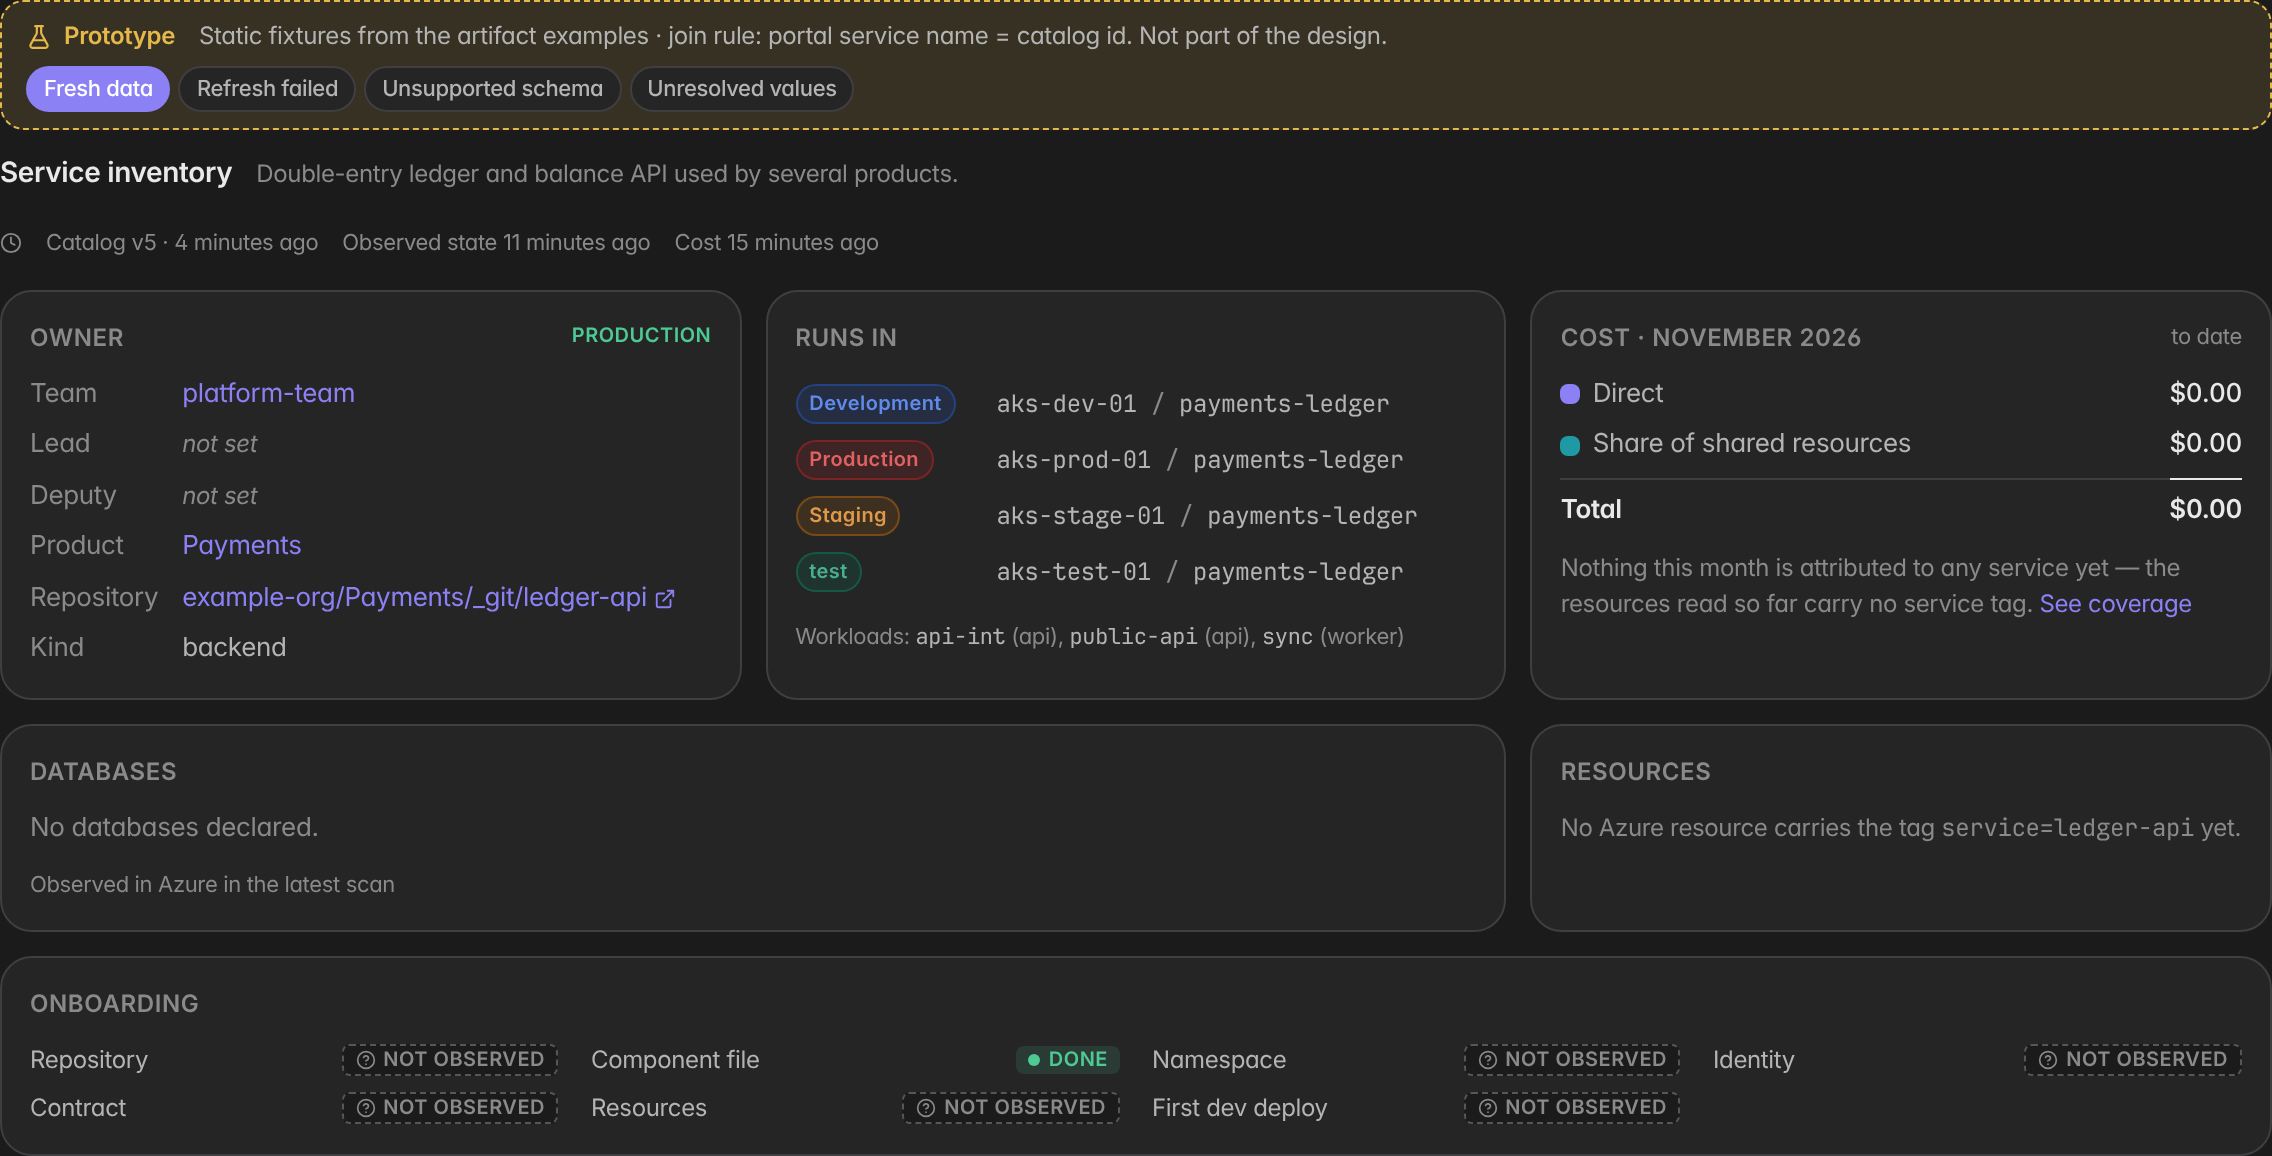 Prototype Static fixtures from the artifact examples · join rule: portal service name = catalog id. Not part of the design.
Fresh data Refresh failed Unsupported schema Unresolved values
Service inventory Double-entry ledger and balance API used by several products.
Catalog v5 · 4 minutes ago Observed state 11 minutes ago Cost 15 minutes ago
OWNER PRODUCTION
Team platform-team
Lead not set
Deputy not set
Product Payments
Repository example-org/Payments/_git/ledger-api
Kind backend
RUNS IN
Development aks-dev-01 / payments-ledger
Production aks-prod-01 / payments-ledger
Staging aks-stage-01 / payments-ledger
test aks-test-01 / payments-ledger
Workloads: api-int (api), public-api (api), sync (worker)
COST · NOVEMBER 2026 to date
Direct $0.00
Share of shared resources $0.00
Total $0.00
Nothing this month is attributed to any service yet — the
resources read so far carry no service tag. See coverage
DATABASES
No databases declared.
Observed in Azure in the latest scan
RESOURCES
No Azure resource carries the tag service=ledger-api yet.
ONBOARDING
Repository NOT OBSERVED Component file DONE Namespace NOT OBSERVED Identity NOT OBSERVED
Contract NOT OBSERVED Resources NOT OBSERVED First dev deploy NOT OBSERVED